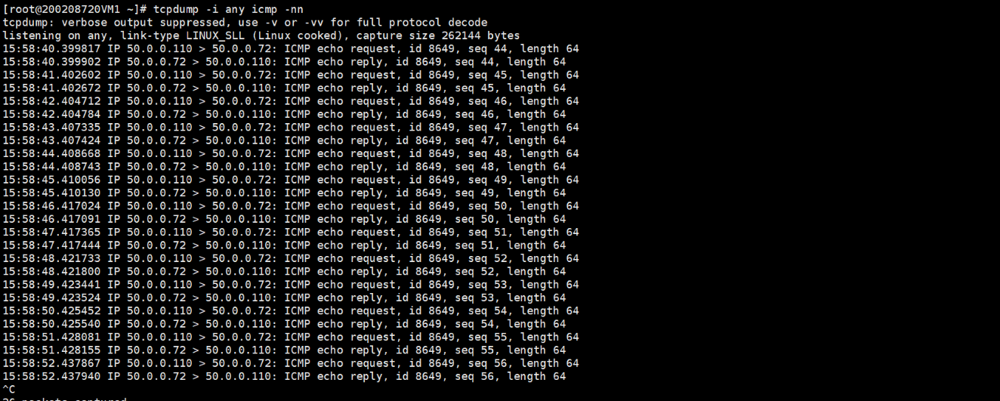 [root@200208720VM1 ~]# tcpdump -i any icmp -nn
tcpdump: verbose output suppressed, use -v or -vv for full protocol decode
listening on any, link-type LINUX_SLL (Linux cooked), capture size 262144 bytes
15:58:40.399817 IP 50.0.0.110 > 50.0.0.72: ICMP echo request, id 8649, seq 44, length 64
15:58:40.399902 IP 50.0.0.72 > 50.0.0.110: ICMP echo reply, id 8649, seq 44, length 64
15:58:41.402602 IP 50.0.0.110 > 50.0.0.72: ICMP echo request, id 8649, seq 45, length 64
15:58:41.402672 IP 50.0.0.72 > 50.0.0.110: ICMP echo reply, id 8649, seq 45, length 64
15:58:42.404712 IP 50.0.0.110 > 50.0.0.72: ICMP echo request, id 8649, seq 46, length 64
15:58:42.404784 IP 50.0.0.72 > 50.0.0.110: ICMP echo reply, id 8649, seq 46, length 64
15:58:43.407335 IP 50.0.0.110 > 50.0.0.72: ICMP echo request, id 8649, seq 47, length 64
15:58:43.407424 IP 50.0.0.72 > 50.0.0.110: ICMP echo reply, id 8649, seq 47, length 64
15:58:44.408668 IP 50.0.0.110 > 50.0.0.72: ICMP echo request, id 8649, seq 48, length 64
15:58:44.408743 IP 50.0.0.72 > 50.0.0.110: ICMP echo reply, id 8649, seq 48, length 64
15:58:45.410056 IP 50.0.0.110 > 50.0.0.72: ICMP echo request, id 8649, seq 49, length 64
15:58:45.410130 IP 50.0.0.72 > 50.0.0.110: ICMP echo reply, id 8649, seq 49, length 64
15:58:46.417024 IP 50.0.0.110 > 50.0.0.72: ICMP echo request, id 8649, seq 50, length 64
15:58:46.417091 IP 50.0.0.72 > 50.0.0.110: ICMP echo reply, id 8649, seq 50, length 64
15:58:47.417365 IP 50.0.0.110 > 50.0.0.72: ICMP echo request, id 8649, seq 51, length 64
15:58:47.417444 IP 50.0.0.72 > 50.0.0.110: ICMP echo reply, id 8649, seq 51, length 64
15:58:48.421733 IP 50.0.0.110 > 50.0.0.72: ICMP echo request, id 8649, seq 52, length 64
15:58:48.421800 IP 50.0.0.72 > 50.0.0.110: ICMP echo reply, id 8649, seq 52, length 64
15:58:49.423441 IP 50.0.0.110 > 50.0.0.72: ICMP echo request, id 8649, seq 53, length 64
15:58:49.423524 IP 50.0.0.72 > 50.0.0.110: ICMP echo reply, id 8649, seq 53, length 64
15:58:50.425452 IP 50.0.0.110 > 50.0.0.72: ICMP echo request, id 8649, seq 54, length 64
15:58:50.425540 IP 50.0.0.72 > 50.0.0.110: ICMP echo reply, id 8649, seq 54, length 64
15:58:51.428081 IP 50.0.0.110 > 50.0.0.72: ICMP echo request, id 8649, seq 55, length 64
15:58:51.428155 IP 50.0.0.72 > 50.0.0.110: ICMP echo reply, id 8649, seq 55, length 64
15:58:52.437867 IP 50.0.0.110 > 50.0.0.72: ICMP echo request, id 8649, seq 56, length 64
15:58:52.437940 IP 50.0.0.72 > 50.0.0.110: ICMP echo reply, id 8649, seq 56, length 64
^C